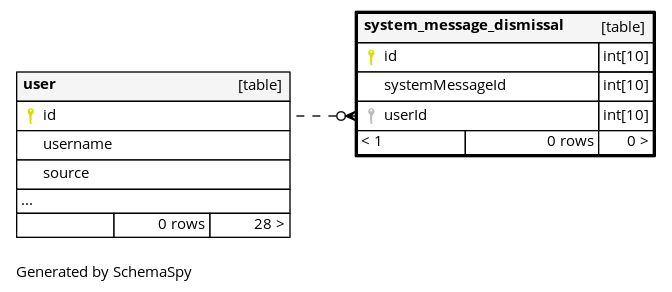 system_message_dismissal [table]
id int[10]
systemMessageId int[10]
userId int[10]
< 1 0 rows 0 >
user [table]
id
username
source
...
0 rows 28 >
Generated by SchemaSpy